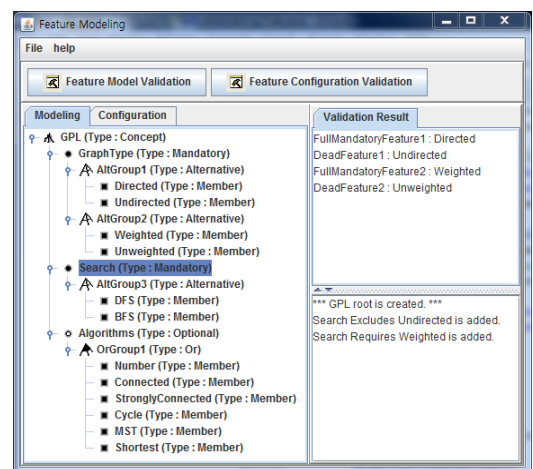 Feature Modeling
File help
Feature Model Validation
Feature Configuration Validation
Modeling Configuration
GPL (Type : Concept)
GraphType (Type : Mandatory)
AltGroup1 (Type : Alternative)
Directed (Type : Member)
Undirected (Type : Member)
AltGroup2 (Type : Alternative)
Weighted (Type : Member)
Unweighted (Type : Member)
Search (Type : Mandatory)
AltGroup3 (Type : Alternative)
DFS (Type : Member)
BFS (Type : Member)
Algorithms (Type : Optional)
OrGroup1 (Type : Or)
Number (Type : Member)
Connected (Type : Member)
StronglyConnected (Type : Member)
Cycle (Type : Member)
MST (Type : Member)
Shortest (Type : Member)
Validation Result
FullMandatoryFeature1 : Directed
DeadFeature1 : Undirected
FullMandatoryFeature2 : Weighted
DeadFeature2 : Unweighted
*** GPL root is created. ***
Search Excludes Undirected is added.
Search Requires Weighted is added.